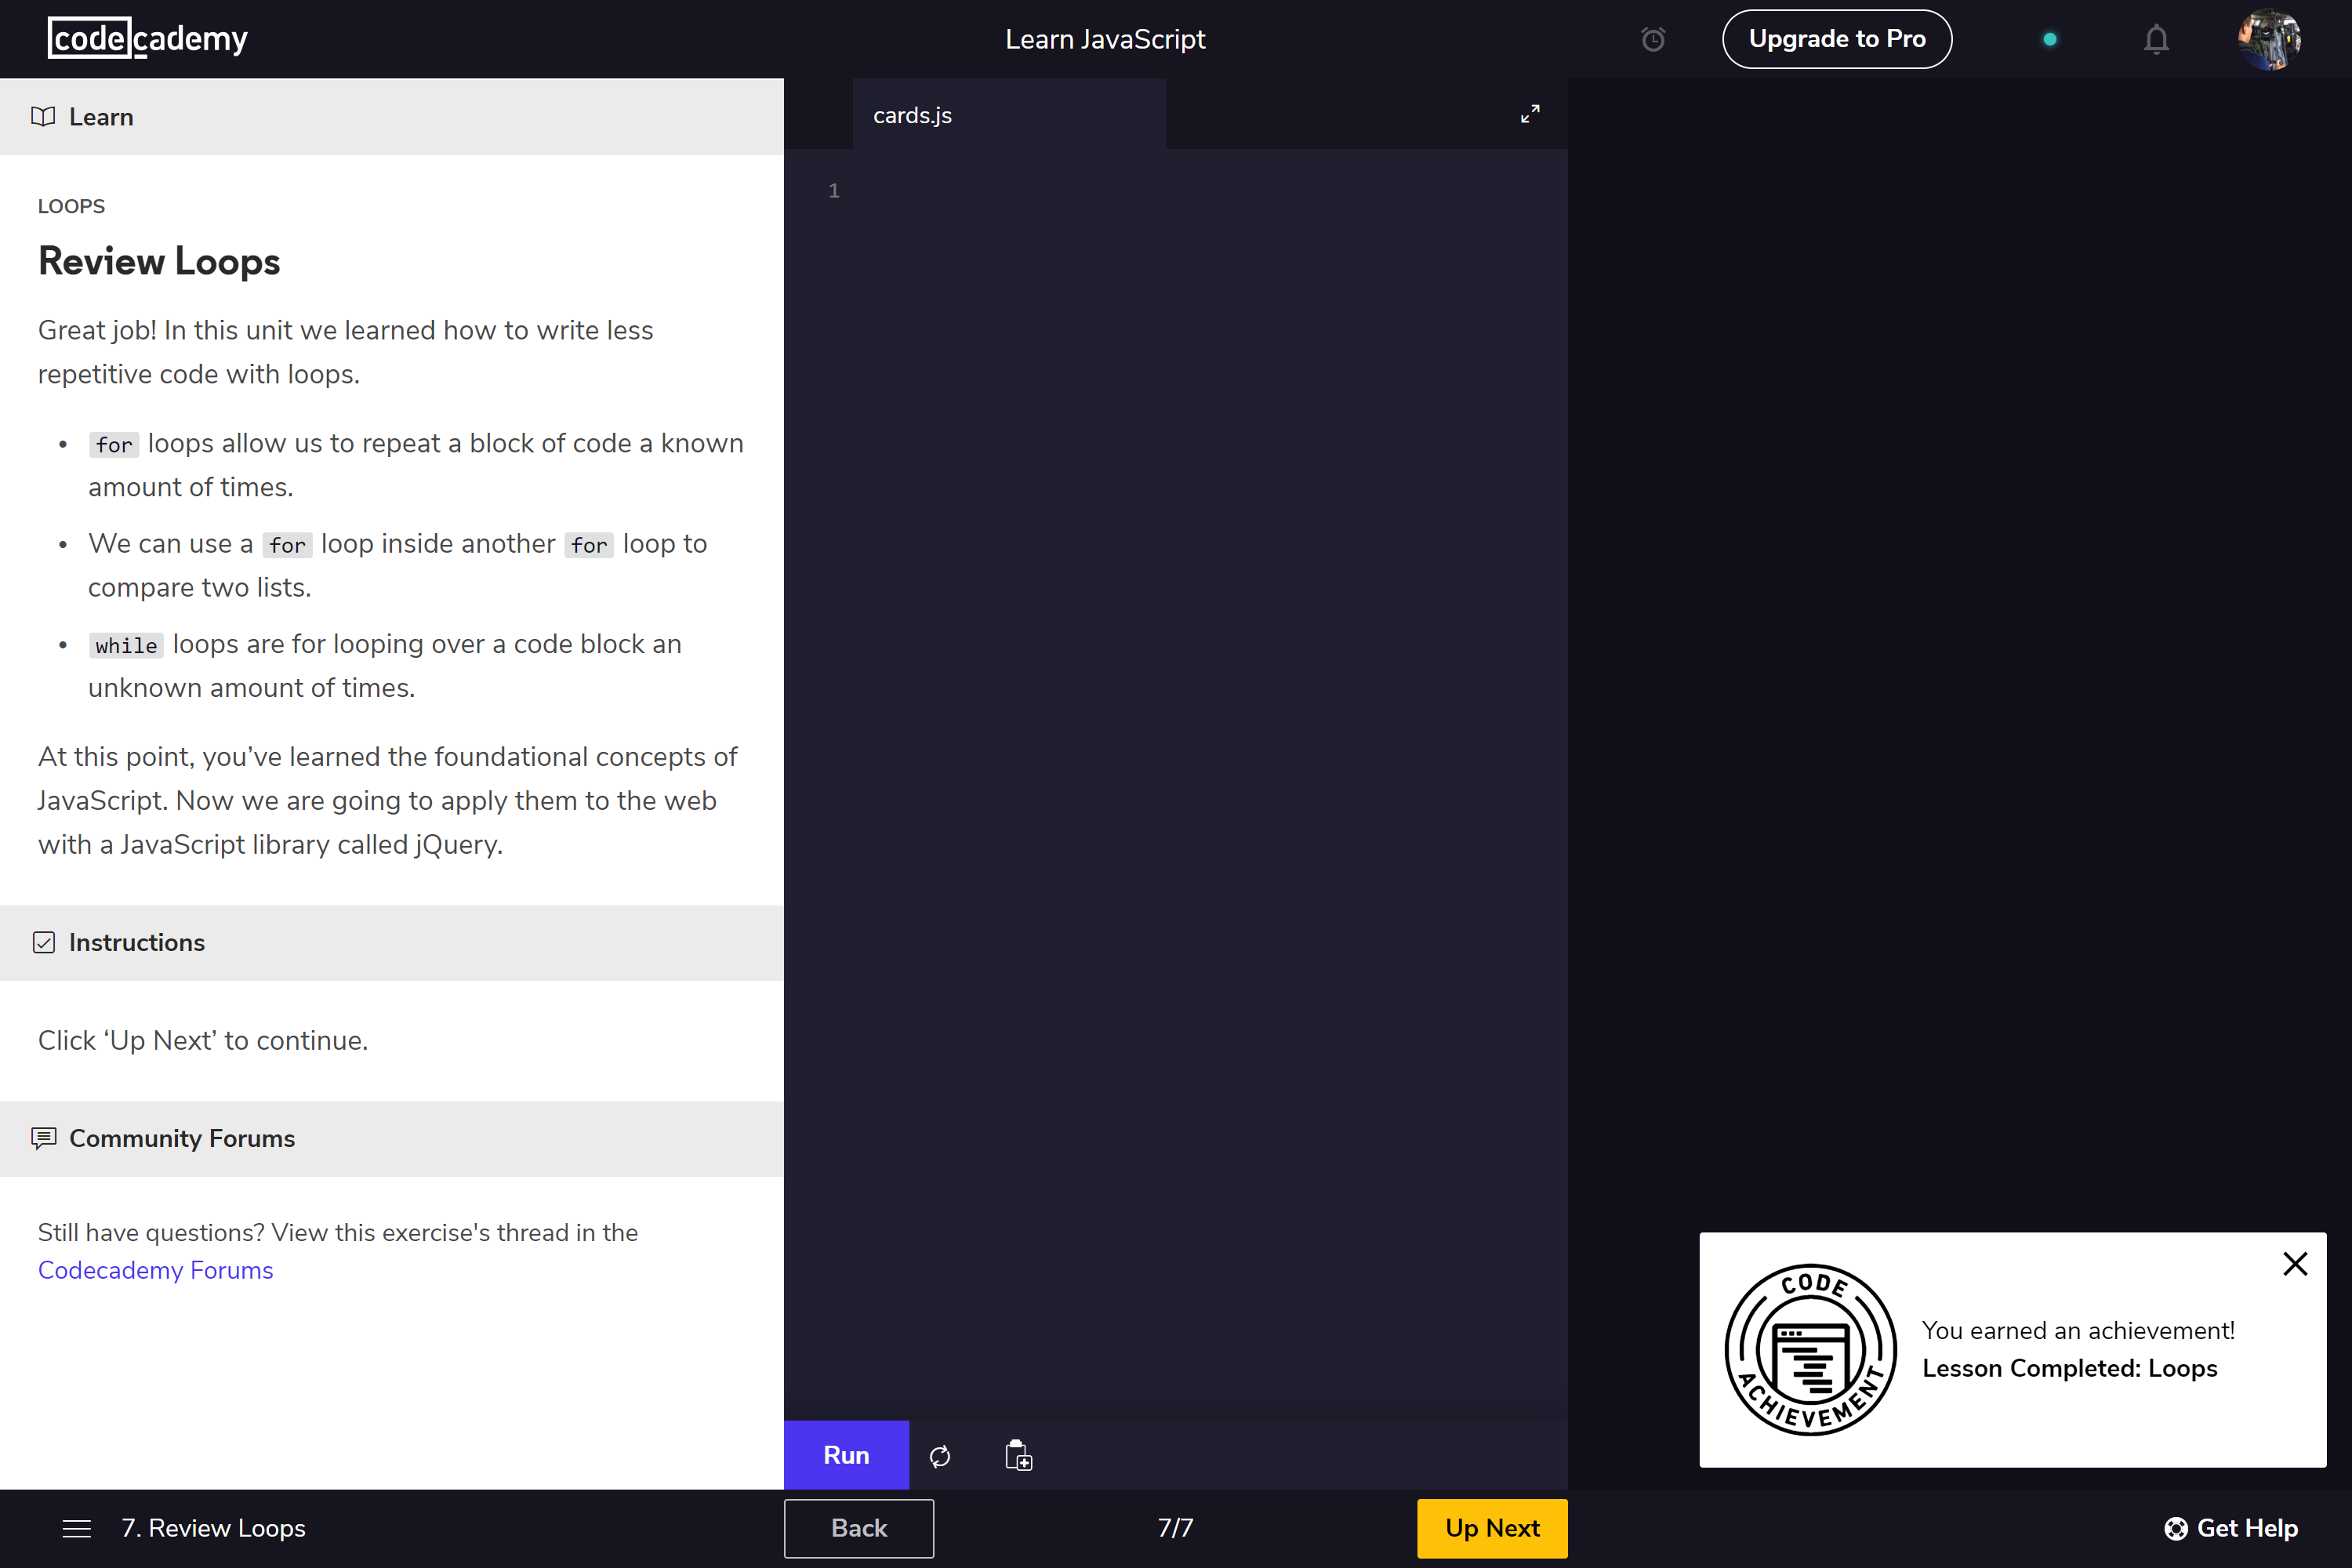 codecademy
Learn JavaScript
Upgrade to Pro
Learn
cards.js
1
LOOPS
Review Loops
Great job! In this unit we learned how to write less
repetitive code with loops.
• for loops allow us to repeat a block of code a known
amount of times.
• We can use a for loop inside another for loop to
compare two lists.
• while loops are for looping over a code block an
unknown amount of times.
At this point, you’ve learned the foundational concepts of
JavaScript. Now we are going to apply them to the web
with a JavaScript library called jQuery.
Instructions
Click ‘Up Next’ to continue.
Community Forums
Still have questions? View this exercise's thread in the
Codecademy Forums
CODE
ACHIEVEMENT
You earned an achievement!
Lesson Completed: Loops
Run
7. Review Loops
Back
7/7
Up Next
Get Help